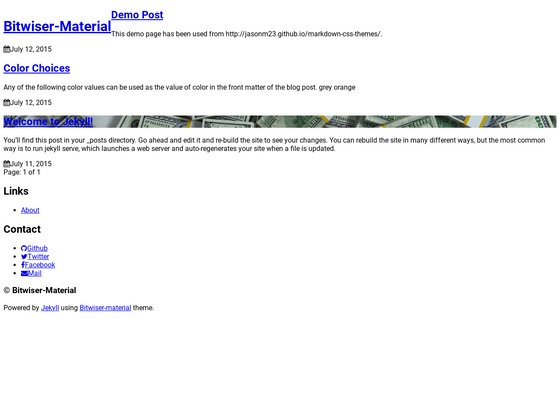 Bitwiser-Material
Demo Post
This demo page has been used from http://jasonm23.github.io/markdown-css-themes/.
July 12, 2015
Color Choices
Any of the following color values can be used as the value of color in the front matter of the blog post. grey orange
July 12, 2015
Welcome to Jekyll!
You'll find this post in your _posts directory. Go ahead and edit it and re-build the site to see your changes. You can rebuild the site in many different ways, but the most common
way is to run jekyll serve, which launches a web server and auto-regenerates your site when a file is updated.
July 11, 2015
Page: 1 of 1
Links
About
Contact
Github
Twitter
Facebook
Mail
© Bitwiser-Material
Powered by Jekyll using Bitwiser-material theme.